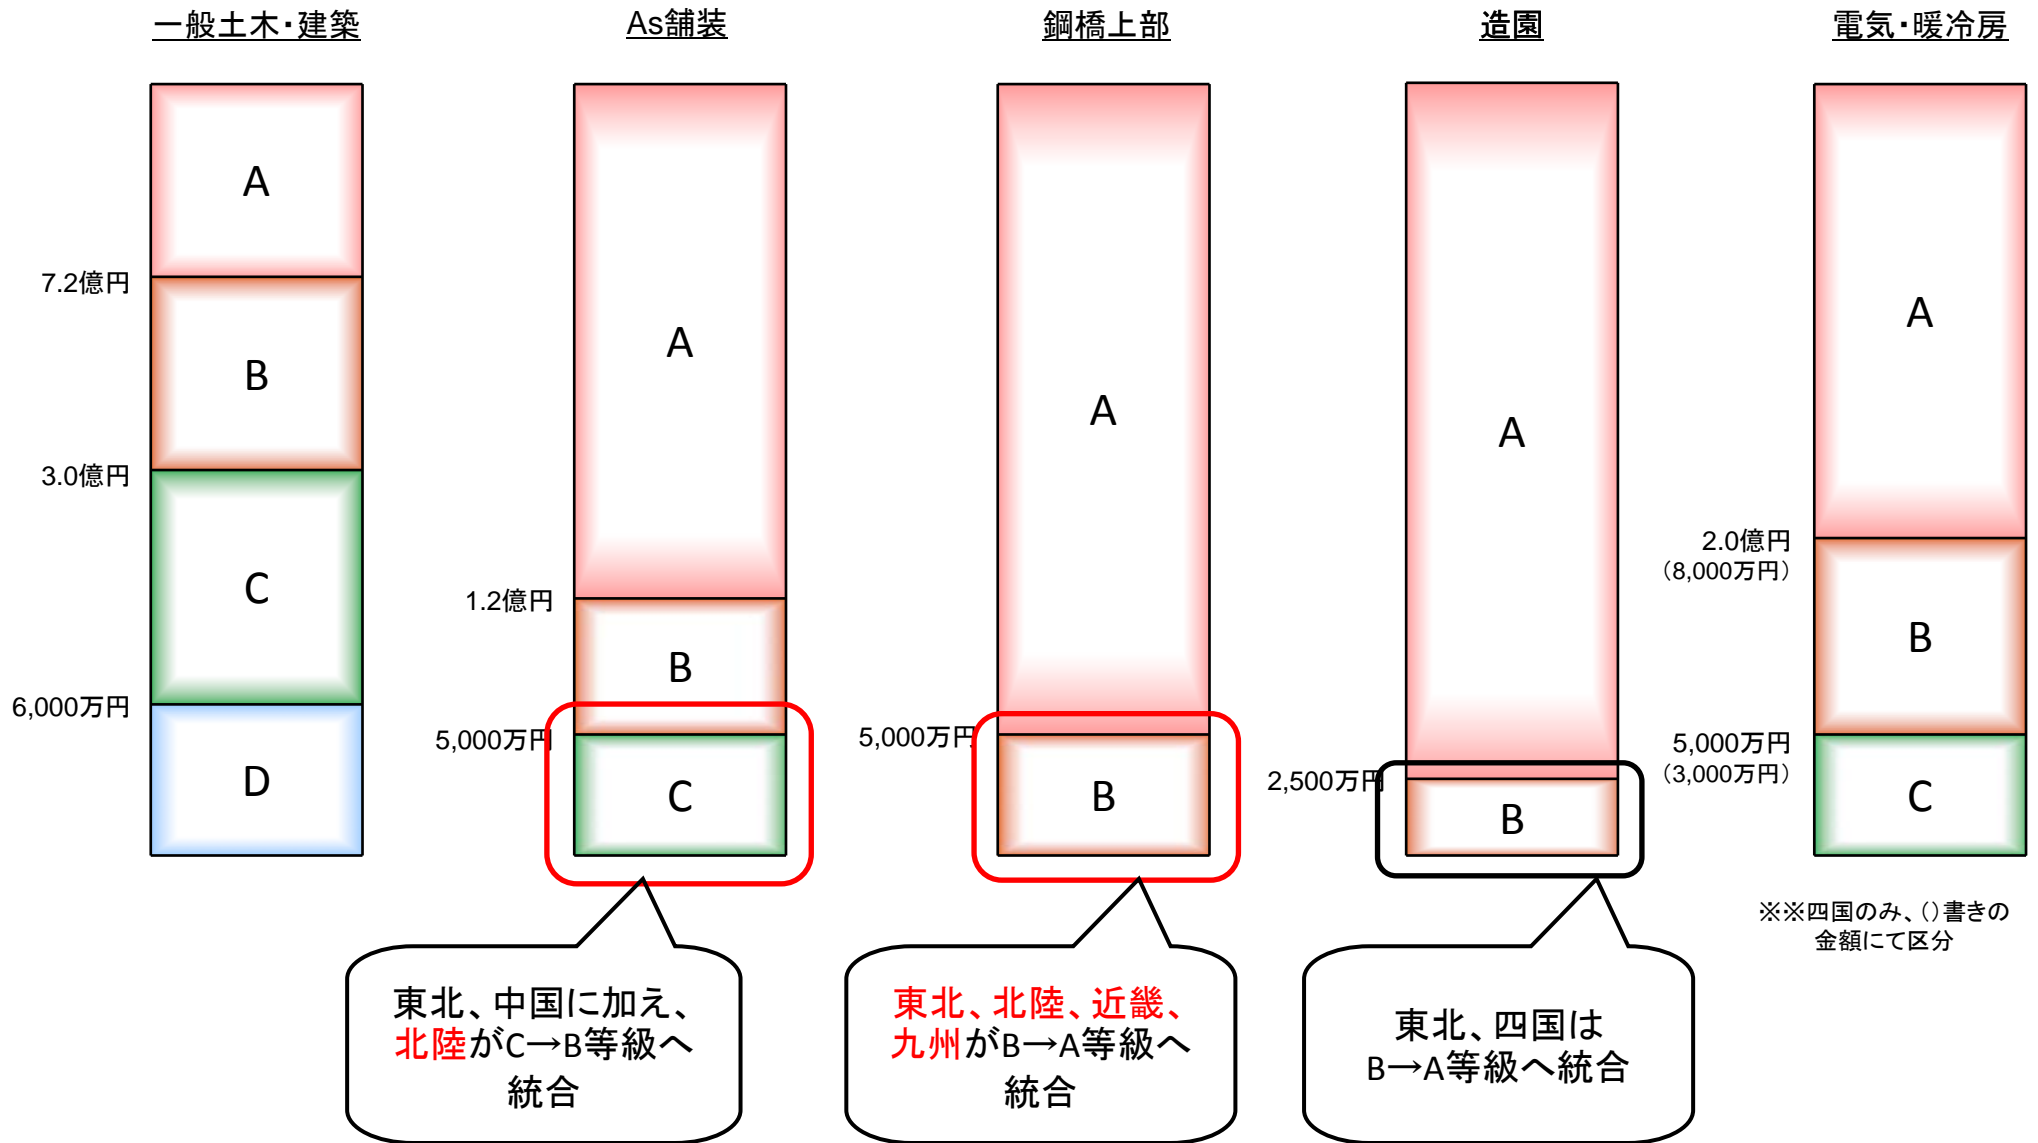 一般土木・建築
A
7.2億円
B
3.0億円
C
6,000万円
D
As舗装
A
1.2億円
B
5,000万円
C
東北、中国に加え、
北陸がC→B等級へ
統合
鋼橋上部
A
5,000万円
B
東北、北陸、近畿、
九州がB→A等級へ
統合
造園
A
2,500万円
B
東北、四国は
B→A等級へ統合
電気・暖冷房
A
2.0億円
（8,000万円）
B
5,000万円
（3,000万円）
C
※※四国のみ、（）書きの
金額にて区分